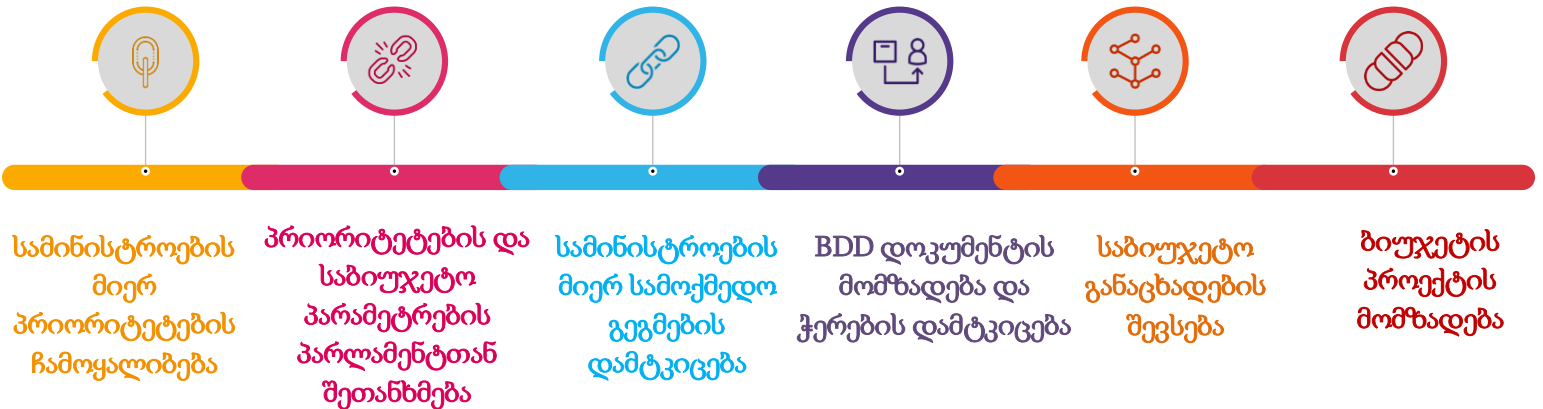 სამინისტროების
მიერ
პრიორიტეტების
ჩამოყალიბება
პრიორიტეტების და
საბიუჯეტო
პარამეტრების
პარლამენტთან
შეთანხმება
სამინისტროების
მიერ სამოქმედო
გეგმების
დამტკიცება
BDD დოკუმენტის
მომზადება და
ჭერების დამტკიცება
საბიუჯეტო
განაცხადების
შევსება
ბიუჯეტის
პროექტის
მომზადება